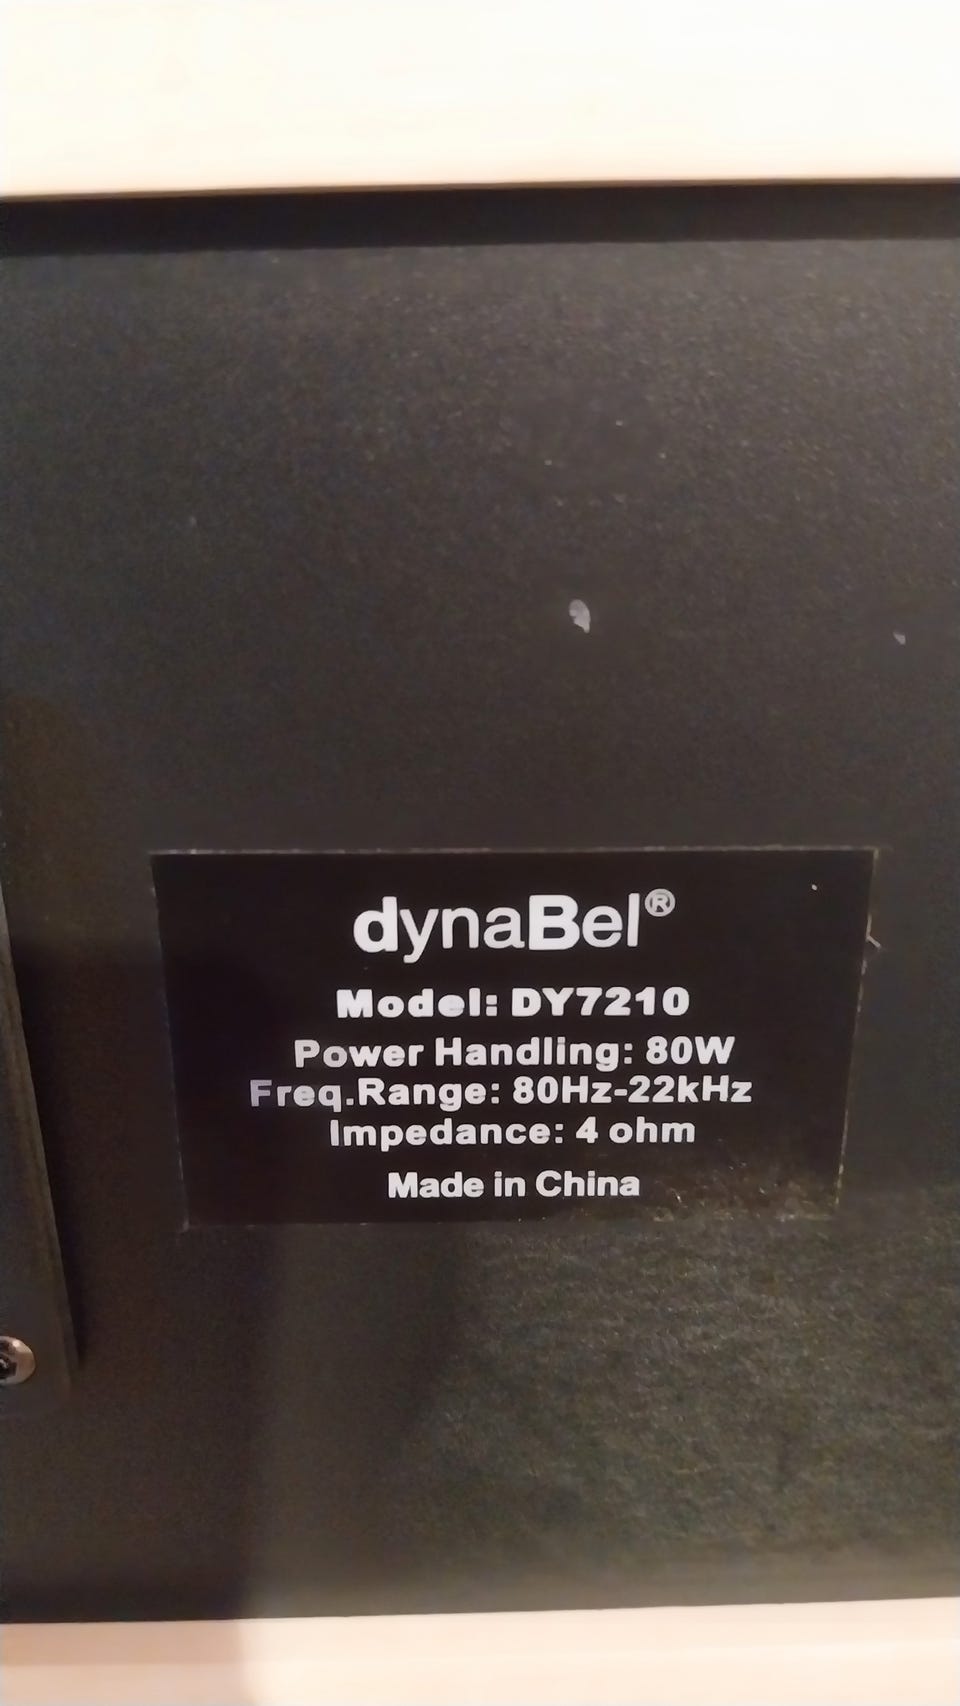 dynaBel®
Model: DY7210
Power Handling: 80W
Freq.Range: 80Hz-22kHz
Impedance: 4 ohm
Made in China